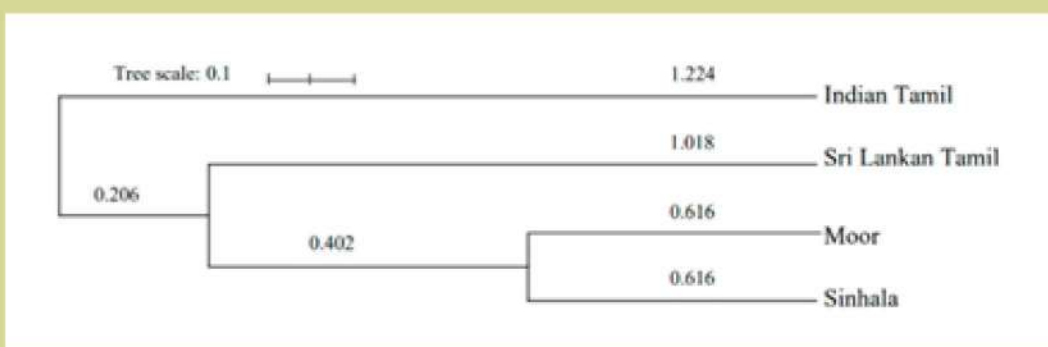 Tree scale: 0.1
1.224
Indian Tamil
1.018
Sri Lankan Tamil
0.206
0.616
Moor
0.402
0.616
Sinhala